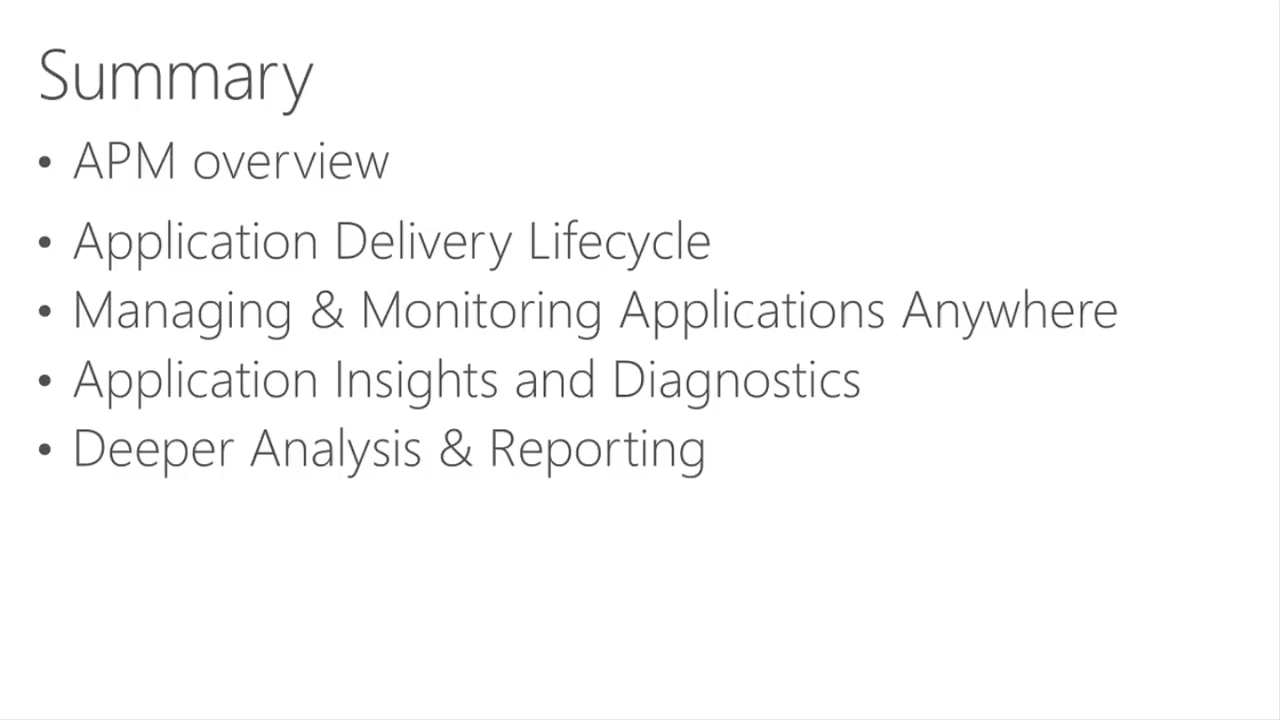 Summary
• APM overview
• Application Delivery Lifecycle
• Managing & Monitoring Applications Anywhere
• Application Insights and Diagnostics
• Deeper Analysis & Reporting